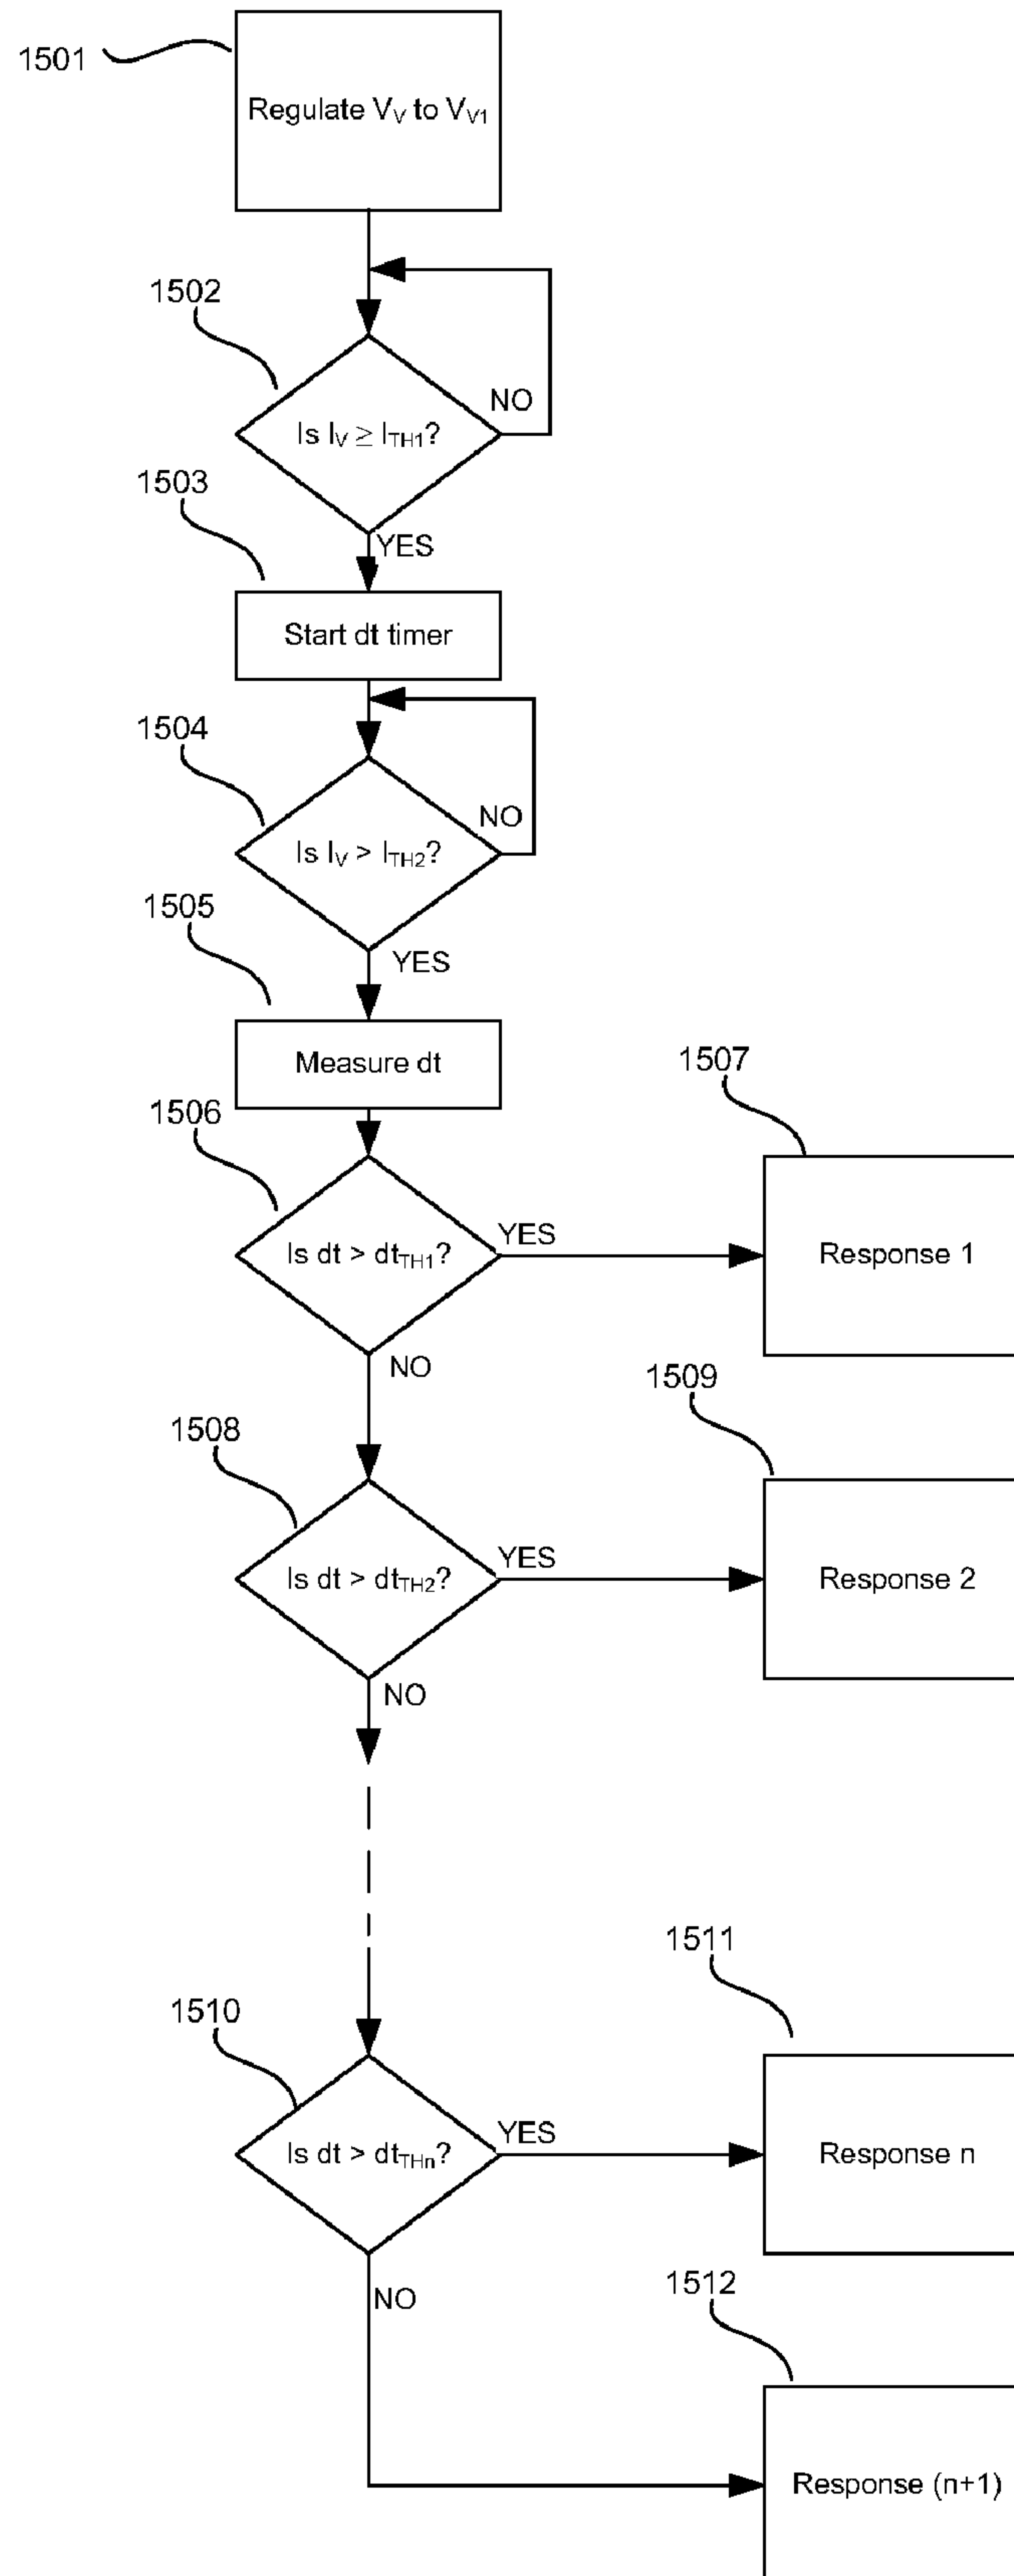 1501
Regulate V_V to V_V1
1502
Is I_V ≥ I_TH1?
NO
YES
1503
Start dt timer
1504
Is I_V > I_TH2?
NO
YES
1505
Measure dt
1506
Is dt > dt_TH1?
YES
NO
1507
Response 1
1508
Is dt > dt_TH2?
YES
NO
1509
Response 2
1510
Is dt > dt_THn?
YES
NO
1511
Response n
1512
Response (n+1)